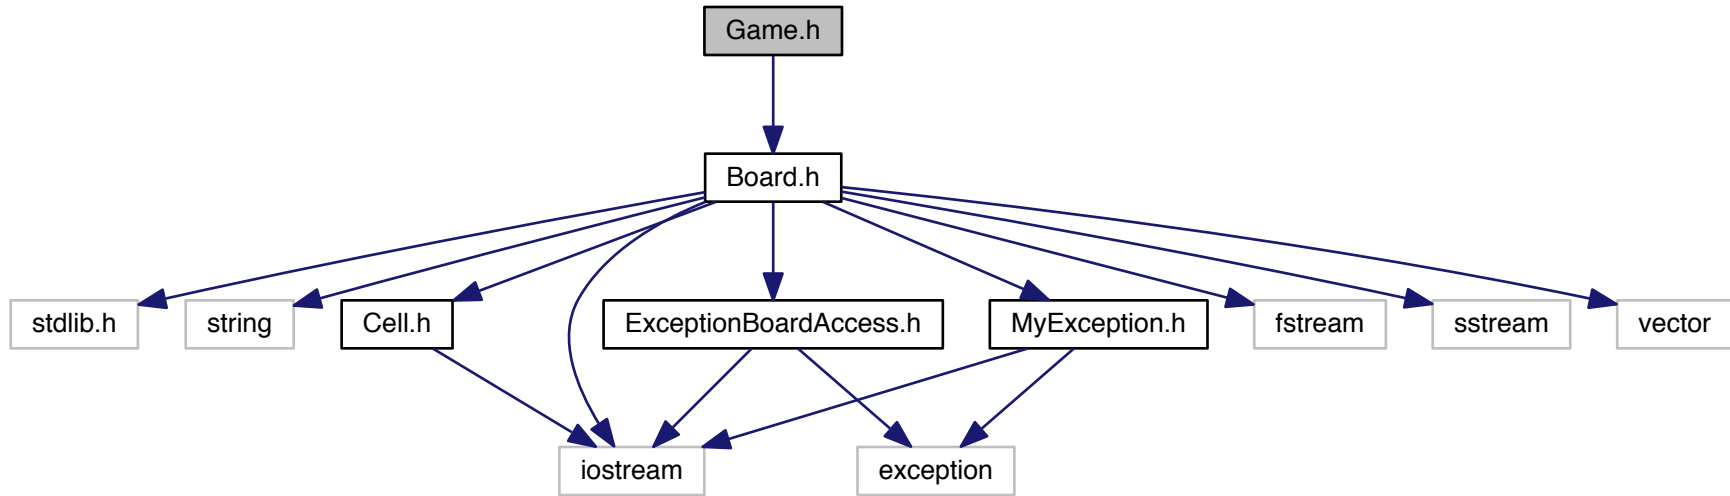 Game.h
Board.h
stdlib.h
string
Cell.h
ExceptionBoardAccess.h
MyException.h
fstream
sstream
vector
iostream
exception